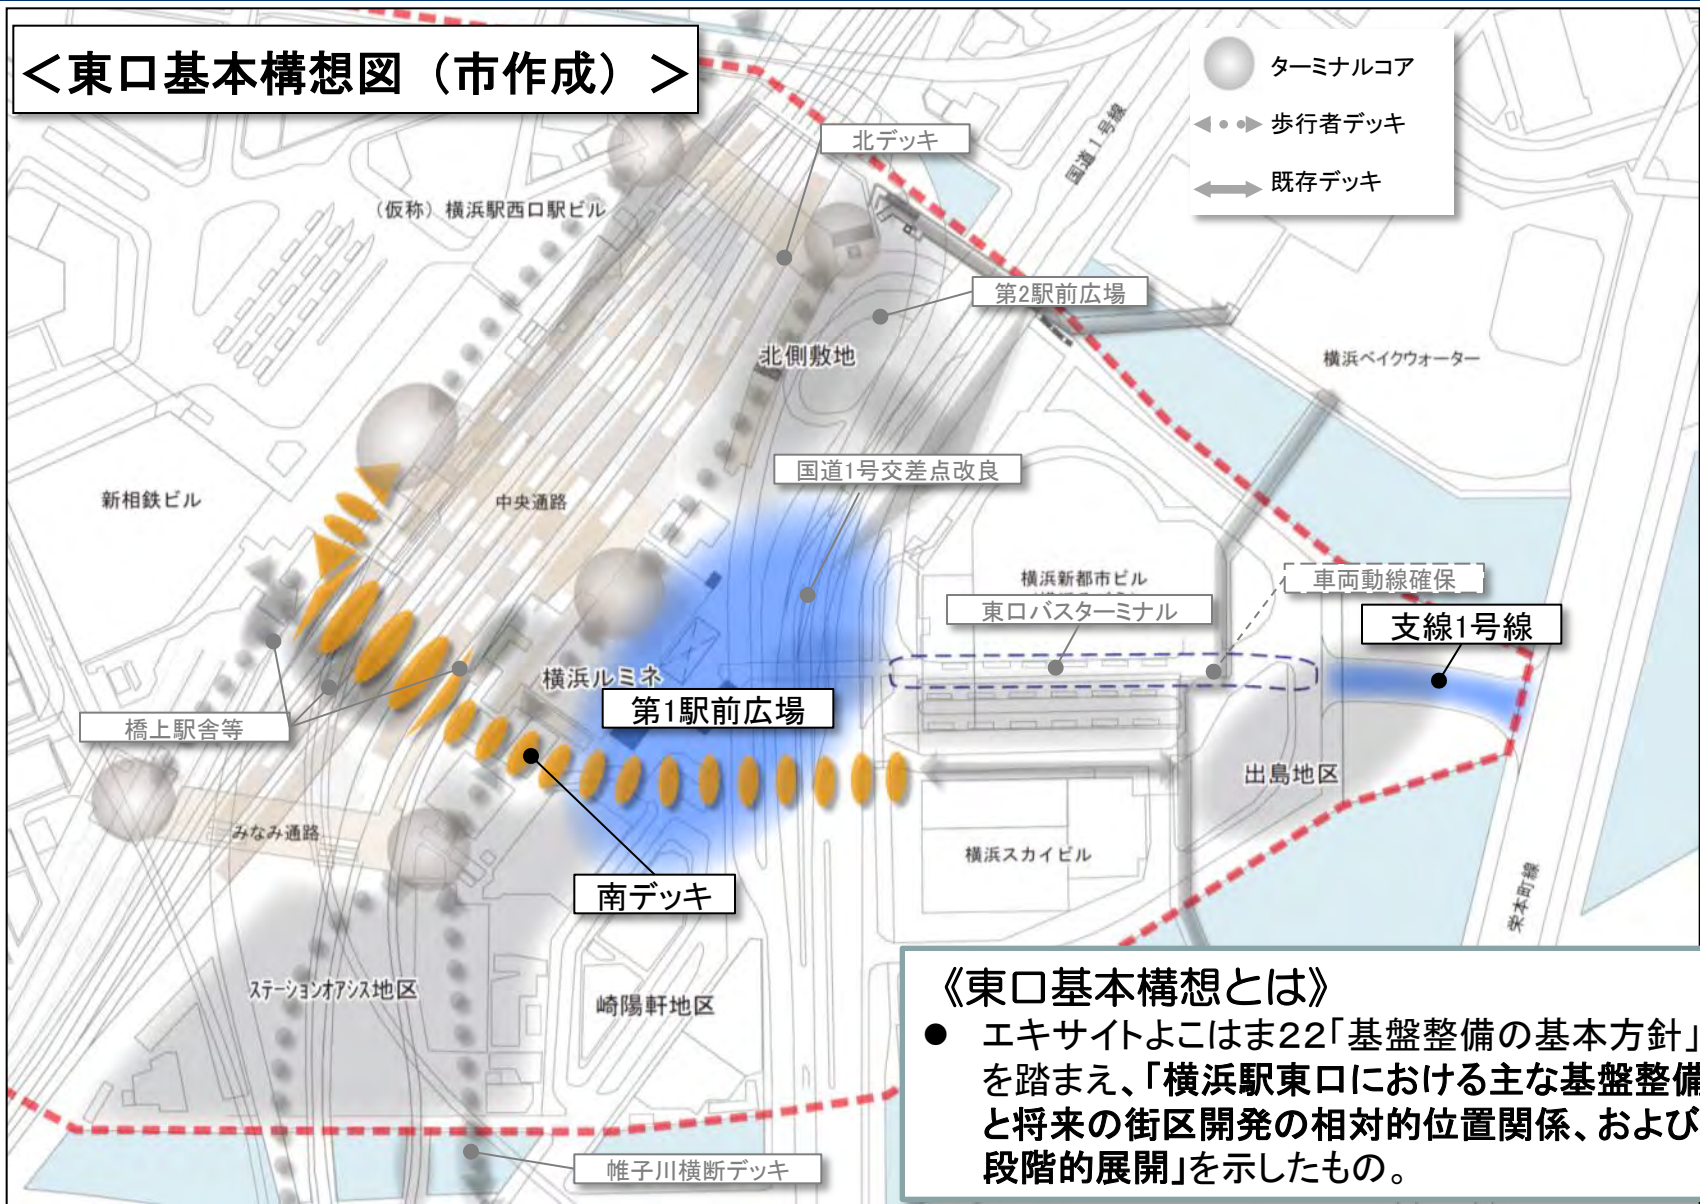 ＜東口基本構想図（市作成）＞
ターミナルコア
歩行者デッキ
既存デッキ
北デッキ
国道1号線
（仮称）横浜駅西口駅ビル
第2駅前広場
北側敷地
横浜ベイクウォーター
国道1号交差点改良
新相鉄ビル
中央通路
横浜新都市ビル
車両動線確保
東口バスターミナル
支線1号線
横浜ルミネ
第1駅前広場
橋上駅舎等
出島地区
みなみ通路
横浜スカイビル
南デッキ
栄本町線
ステーションオアシス地区
崎陽軒地区
帷子川横断デッキ
《東口基本構想とは》
● エキサイトよこはま22「基盤整備の基本方針」
を踏まえ、「横浜駅東口における主な基盤整備
と将来の街区開発の相対的位置関係、および
段階的展開」を示したもの。